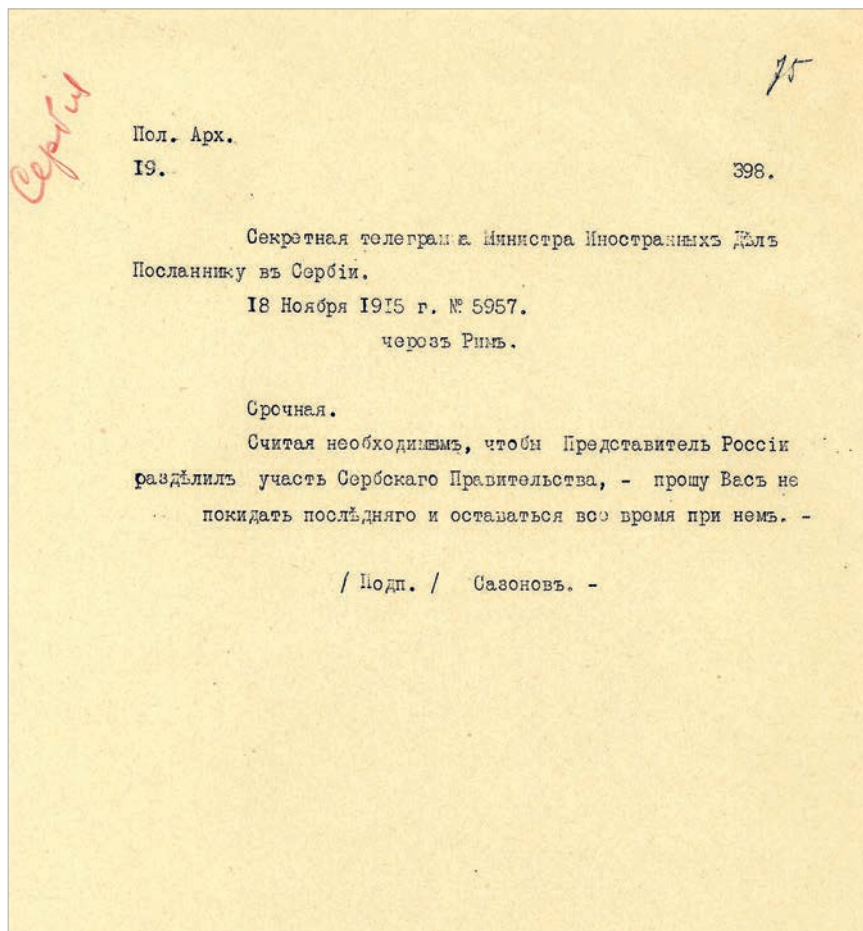 75
Сербия
Пол. Арх.
19. 398.
Секретная телеграмма Министра Иностранныхъ Дѣлъ
Посланнику въ Сербіи.
18 Ноября 1915 г. № 5957.
черезъ Римъ.
Срочная.
Считая необходимымъ, чтобы Представитель Россіи
раздѣлилъ участь Сербскаго Правительства, - прошу Васъ не
покидать послѣдняго и оставаться все время при немъ. -
/ Подп. / Сазоновъ. -